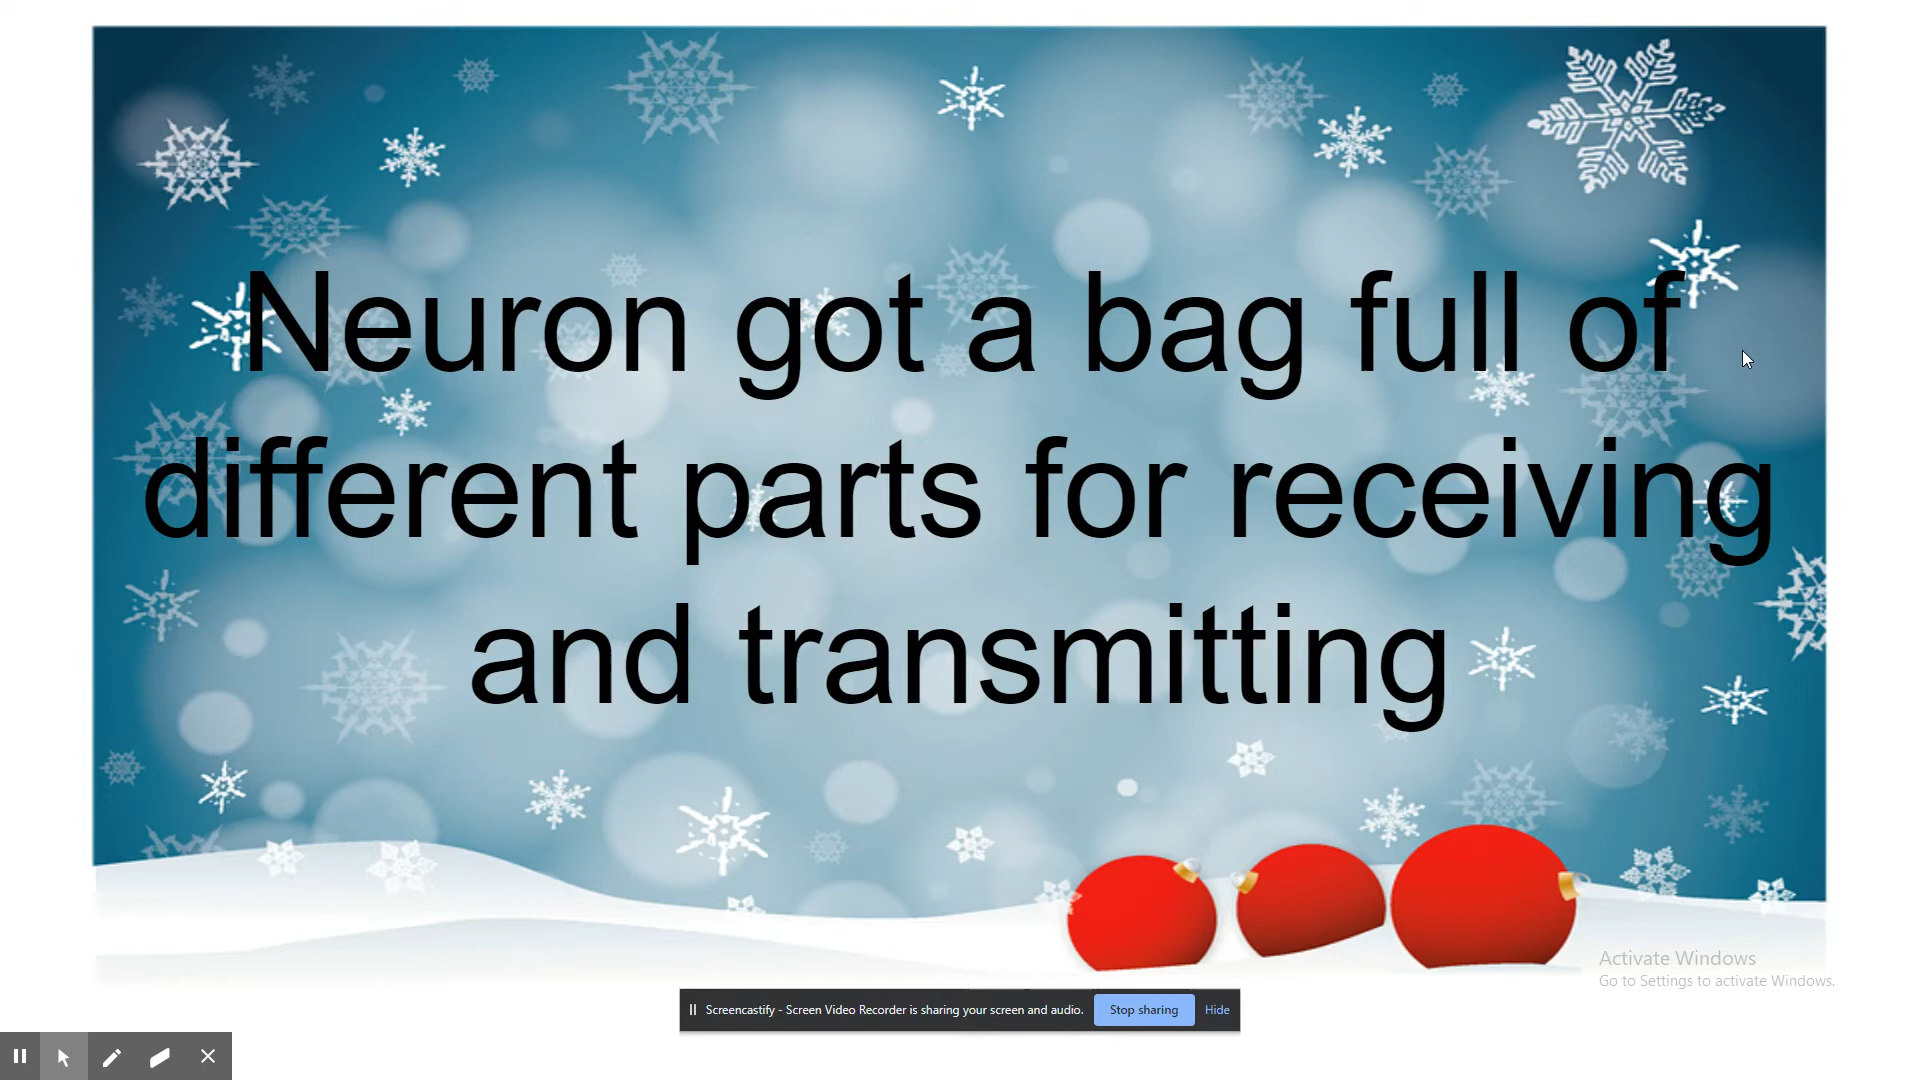 Neuron got a bag full of
different parts for receiving
and transmitting
Activate Windows
Go to Settings to activate Windows.
Screencastify - Screen Video Recorder is sharing your screen and audio.
Stop sharing
Hide